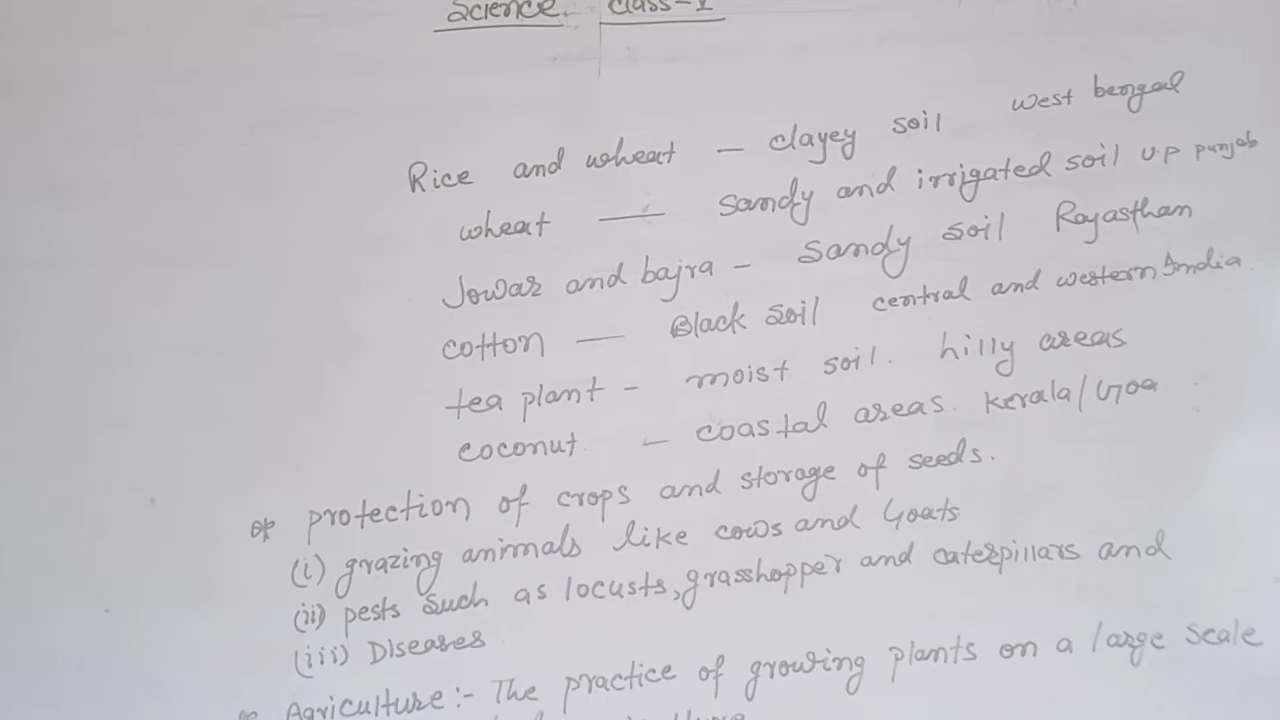 Science. Class-V
Rice and wheat — clayey soil west bengal
wheat — sandy and irrigated soil U.P punjab
Jowar and bajra - sandy soil Rajasthan
cotton — Black soil central and western India
tea plant - moist soil. hilly areas
coconut - coastal areas. Kerala/Goa
protection of crops and storage of seeds.
(i) grazing animals like cows and Goats
(ii) pests such as locusts, grasshopper and caterpillars and
(iii) Diseases
Agriculture:- The practice of growing plants on a large scale